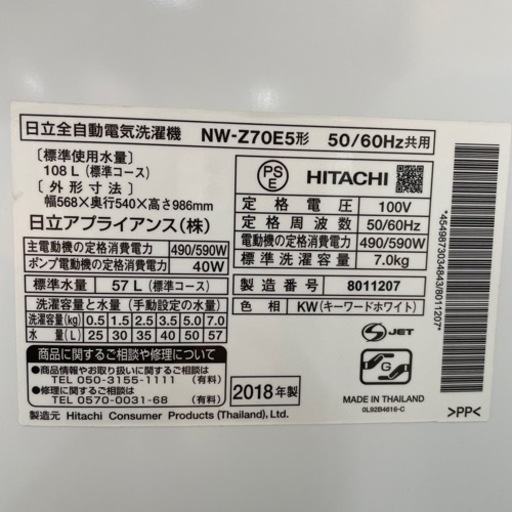 日立全自動電気洗濯機 NW-Z70E5形 50/60Hz共用
〔標準使用水量〕
108 L (標準コース)
〔外形寸法〕
幅568×奥行540×高さ986mm
日立アプライアンス(株)
主電動機の定格消費電力 490/590W
ポンプ電動機の定格消費電力 40W
標準水量 57 L (標準コース)
洗濯容量と水量 (手動設定の水量)
洗濯容量(kg) 0.5 1.5 2.5 3.5 5.0 7.0
水量(L) 25 30 35 40 50 57
商品に関するご相談や修理について
●商品情報やお取り扱いに関するご相談
TEL 050-3155-1111 (有料)
●修理に関するご相談
TEL 0570-0031-68 (有料)
製造元 Hitachi Consumer Products (Thailand), Ltd.
PS
E
HITACHI
定格電圧 100V
定格周波数 50/60Hz
電動機の定格消費電力 490/590W
標準洗濯容量 7.0kg
製造番号 8011207
色相 KW(キーワードホワイト)
2018年製
S JET
G
MADE IN THAILAND
0L92B4616-C
*4549873034843/8011207*
>PP<